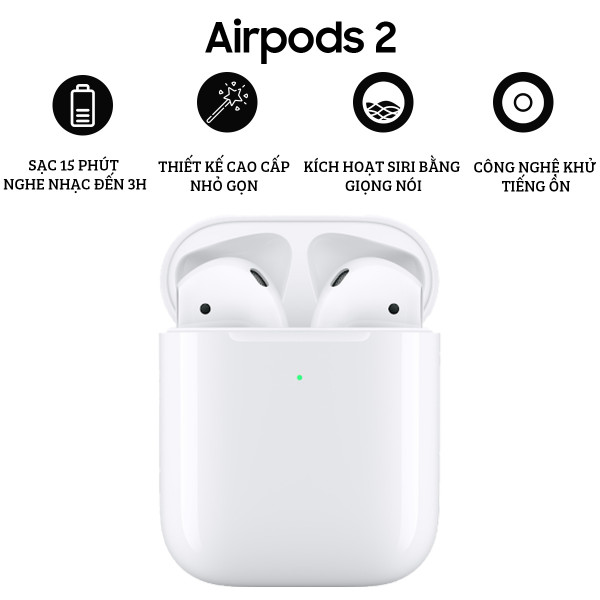 Airpods 2
SẠC 15 PHÚT
NGHE NHẠC ĐẾN 3H
THIẾT KẾ CAO CẤP
NHỎ GỌN
KÍCH HOẠT SIRI BẰNG
GIỌNG NÓI
CÔNG NGHỆ KHỬ
TIẾNG ỒN